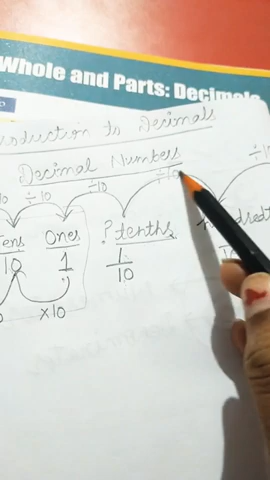 Whole and Parts: Decimals
Introduction to Decimals
Decimal Numbers
÷10 ÷10 ÷10 ÷10
Tens Ones ? tenths
10 1 1/10
×10